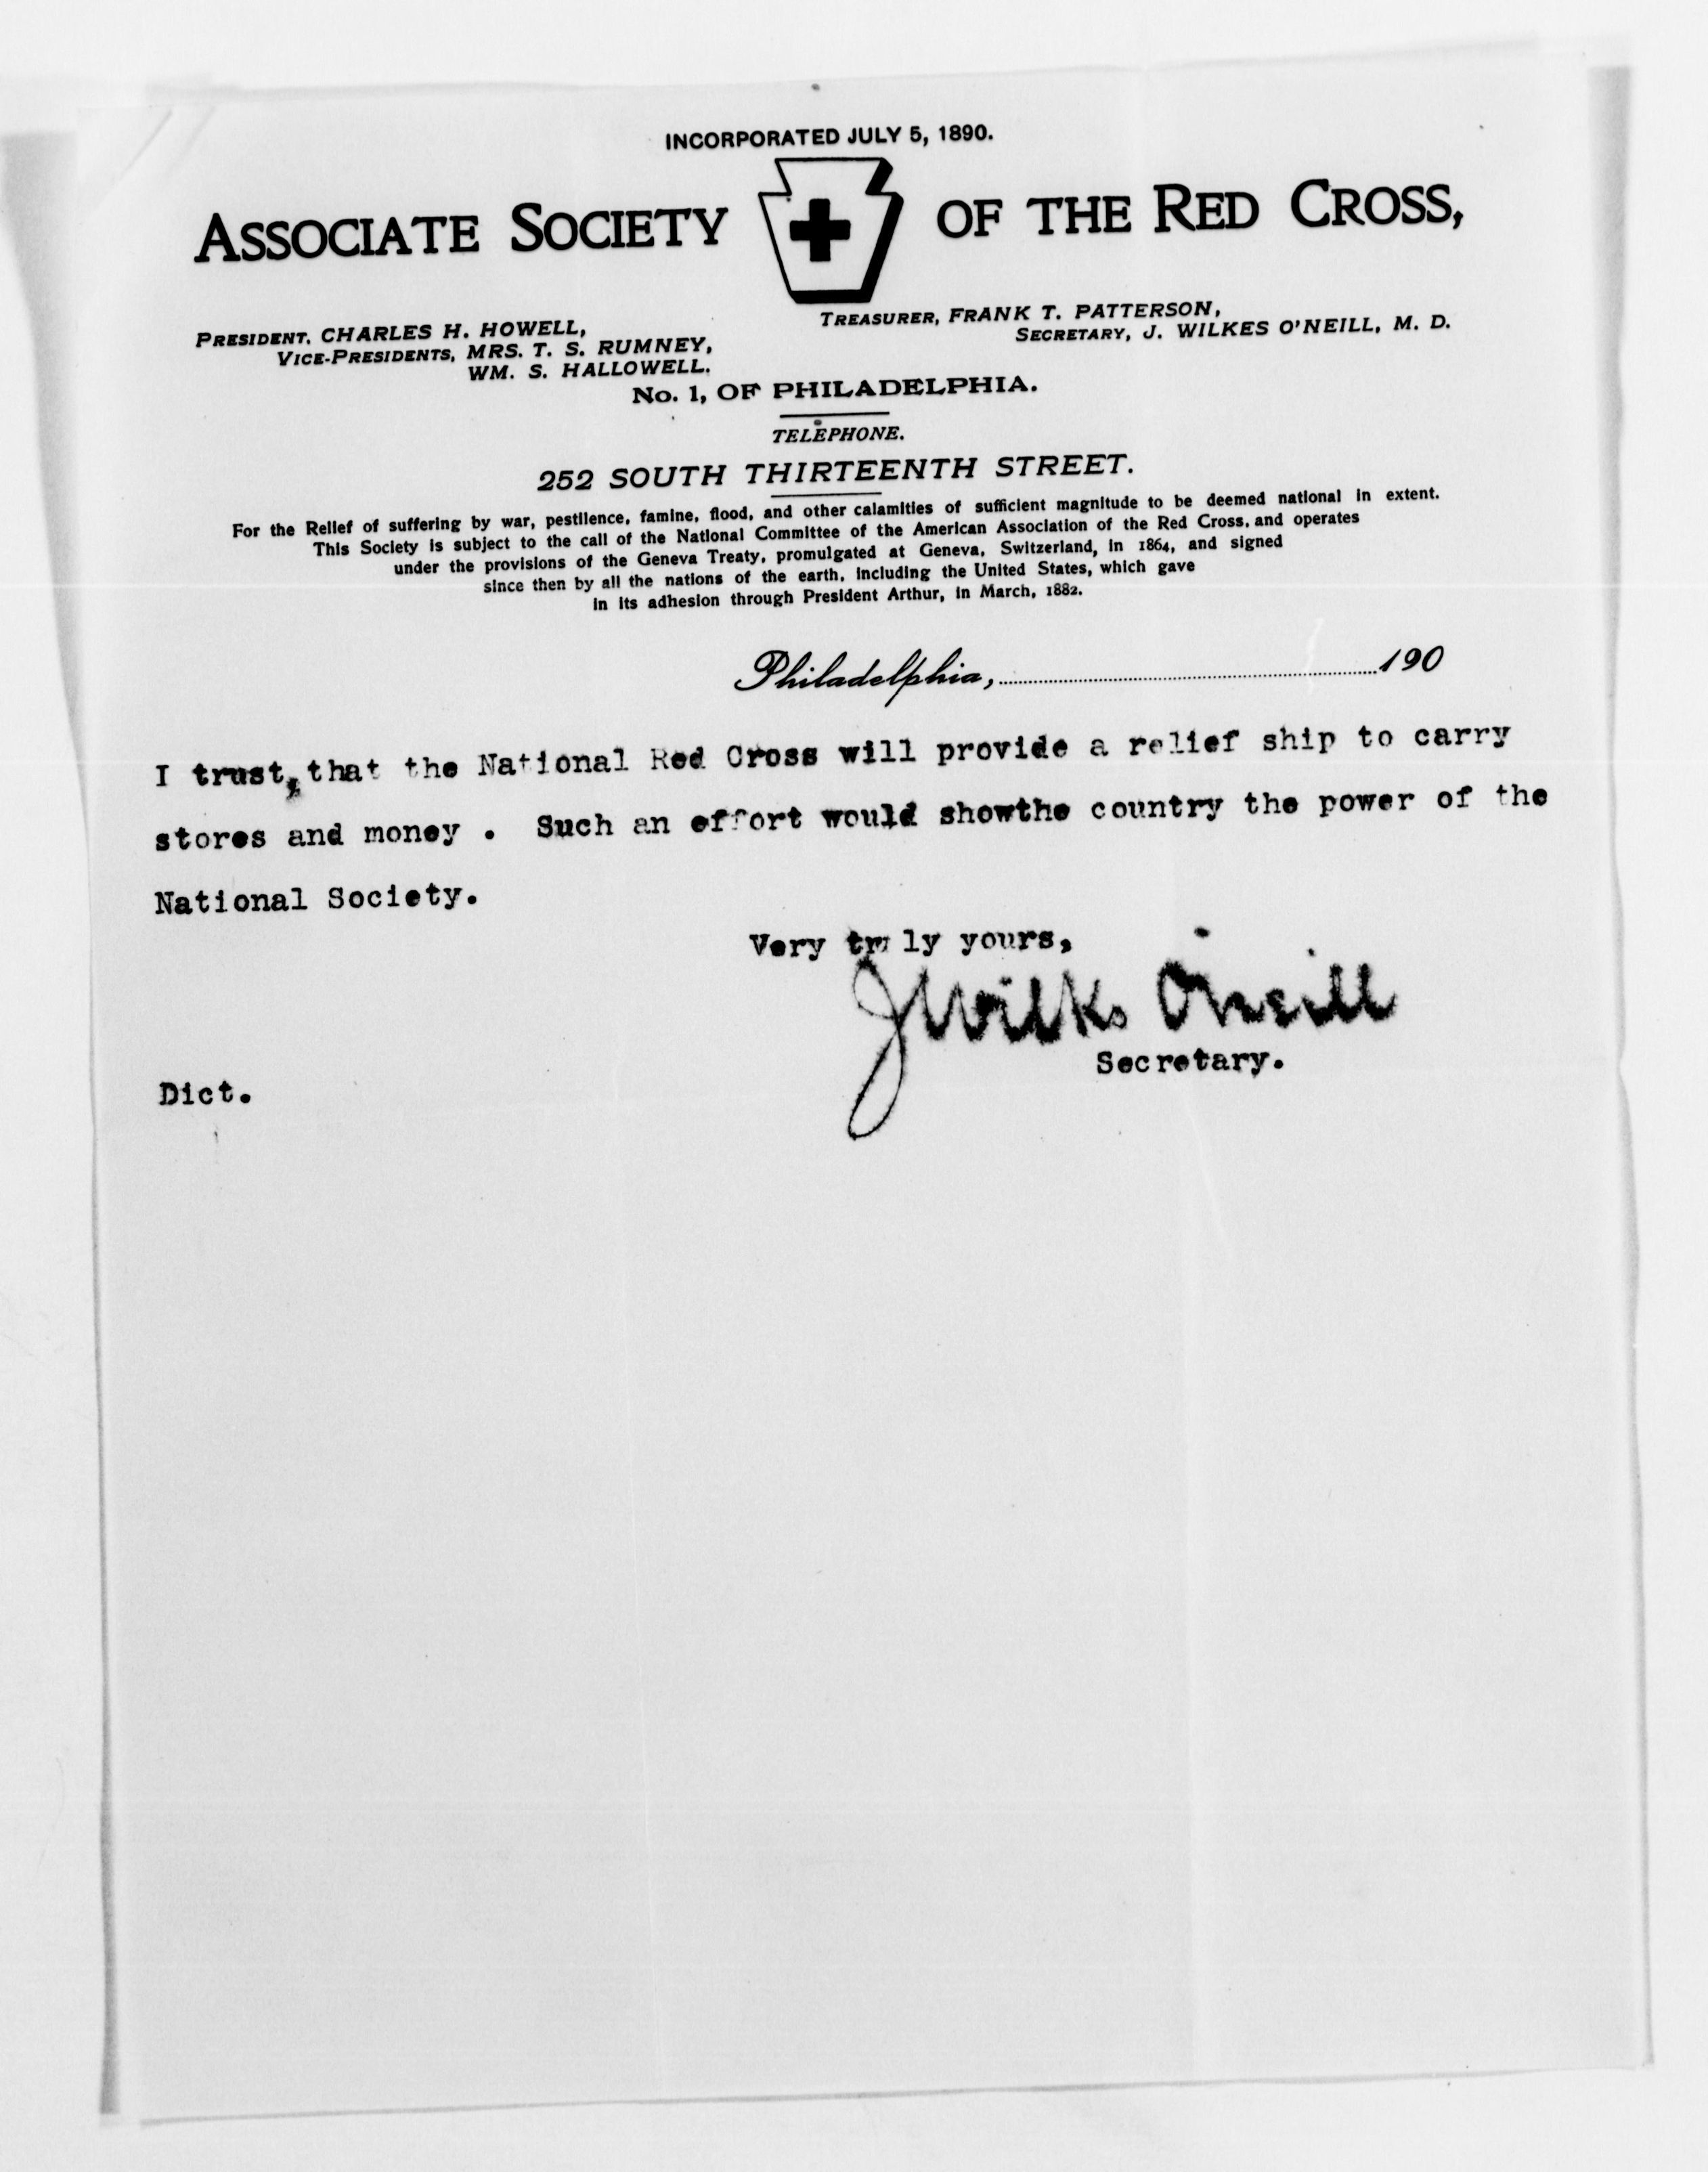 INCORPORATED JULY 5, 1890.
ASSOCIATE SOCIETY OF THE RED CROSS,
PRESIDENT, CHARLES H. HOWELL,
VICE-PRESIDENTS, MRS. T. S. RUMNEY,
WM. S. HALLOWELL.
TREASURER, FRANK T. PATTERSON,
SECRETARY, J. WILKES O'NEILL, M. D.
No. 1, OF PHILADELPHIA.
TELEPHONE.
252 SOUTH THIRTEENTH STREET.
For the Relief of suffering by war, pestilence, famine, flood, and other calamities of sufficient magnitude to be deemed national in extent.
This Society is subject to the call of the National Committee of the American Association of the Red Cross, and operates
under the provisions of the Geneva Treaty, promulgated at Geneva, Switzerland, in 1864, and signed
since then by all the nations of the earth, including the United States, which gave
in its adhesion through President Arthur, in March, 1882.
Philadelphia, 190
I trust, that the National Red Cross will provide a relief ship to carry
stores and money . Such an effort would showthe country the power of the
National Society.
Very truly yours,
J Wilks O'neill
Secretary.
Dict.